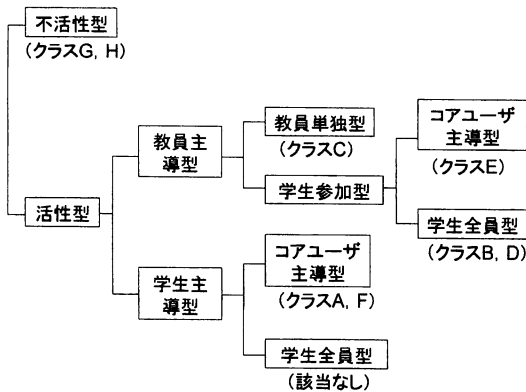 不活性型
(クラスG, H)
活性型
教員主
導型
教員単独型
(クラスC)
学生参加型
コアユーザ
主導型
(クラスE)
学生全員型
(クラスB, D)
学生主
導型
コアユーザ
主導型
(クラスA, F)
学生全員型
(該当なし)